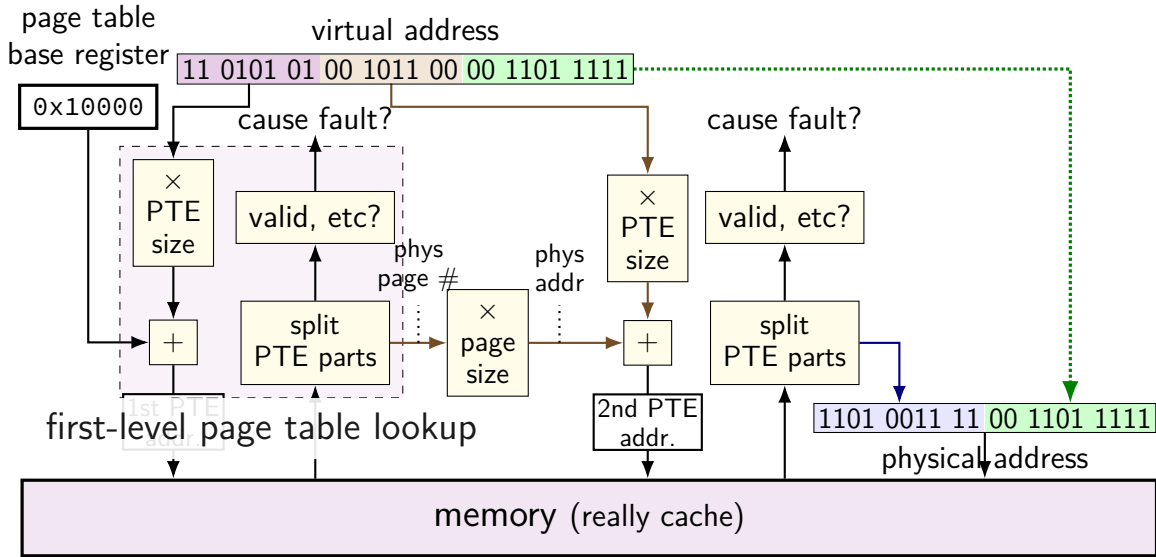 page table
base register
virtual address
11 0101 01 00 1011 00 00 1101 1111
0x10000
cause fault?
cause fault?
×
PTE
size
valid, etc?
×
PTE
size
valid, etc?
phys
page #
phys
addr
+
split
PTE parts
×
page
size
+
split
PTE parts
1st PTE
addr.
first-level page table lookup
2nd PTE
addr.
1101 0011 11 00 1101 1111
physical address
memory (really cache)